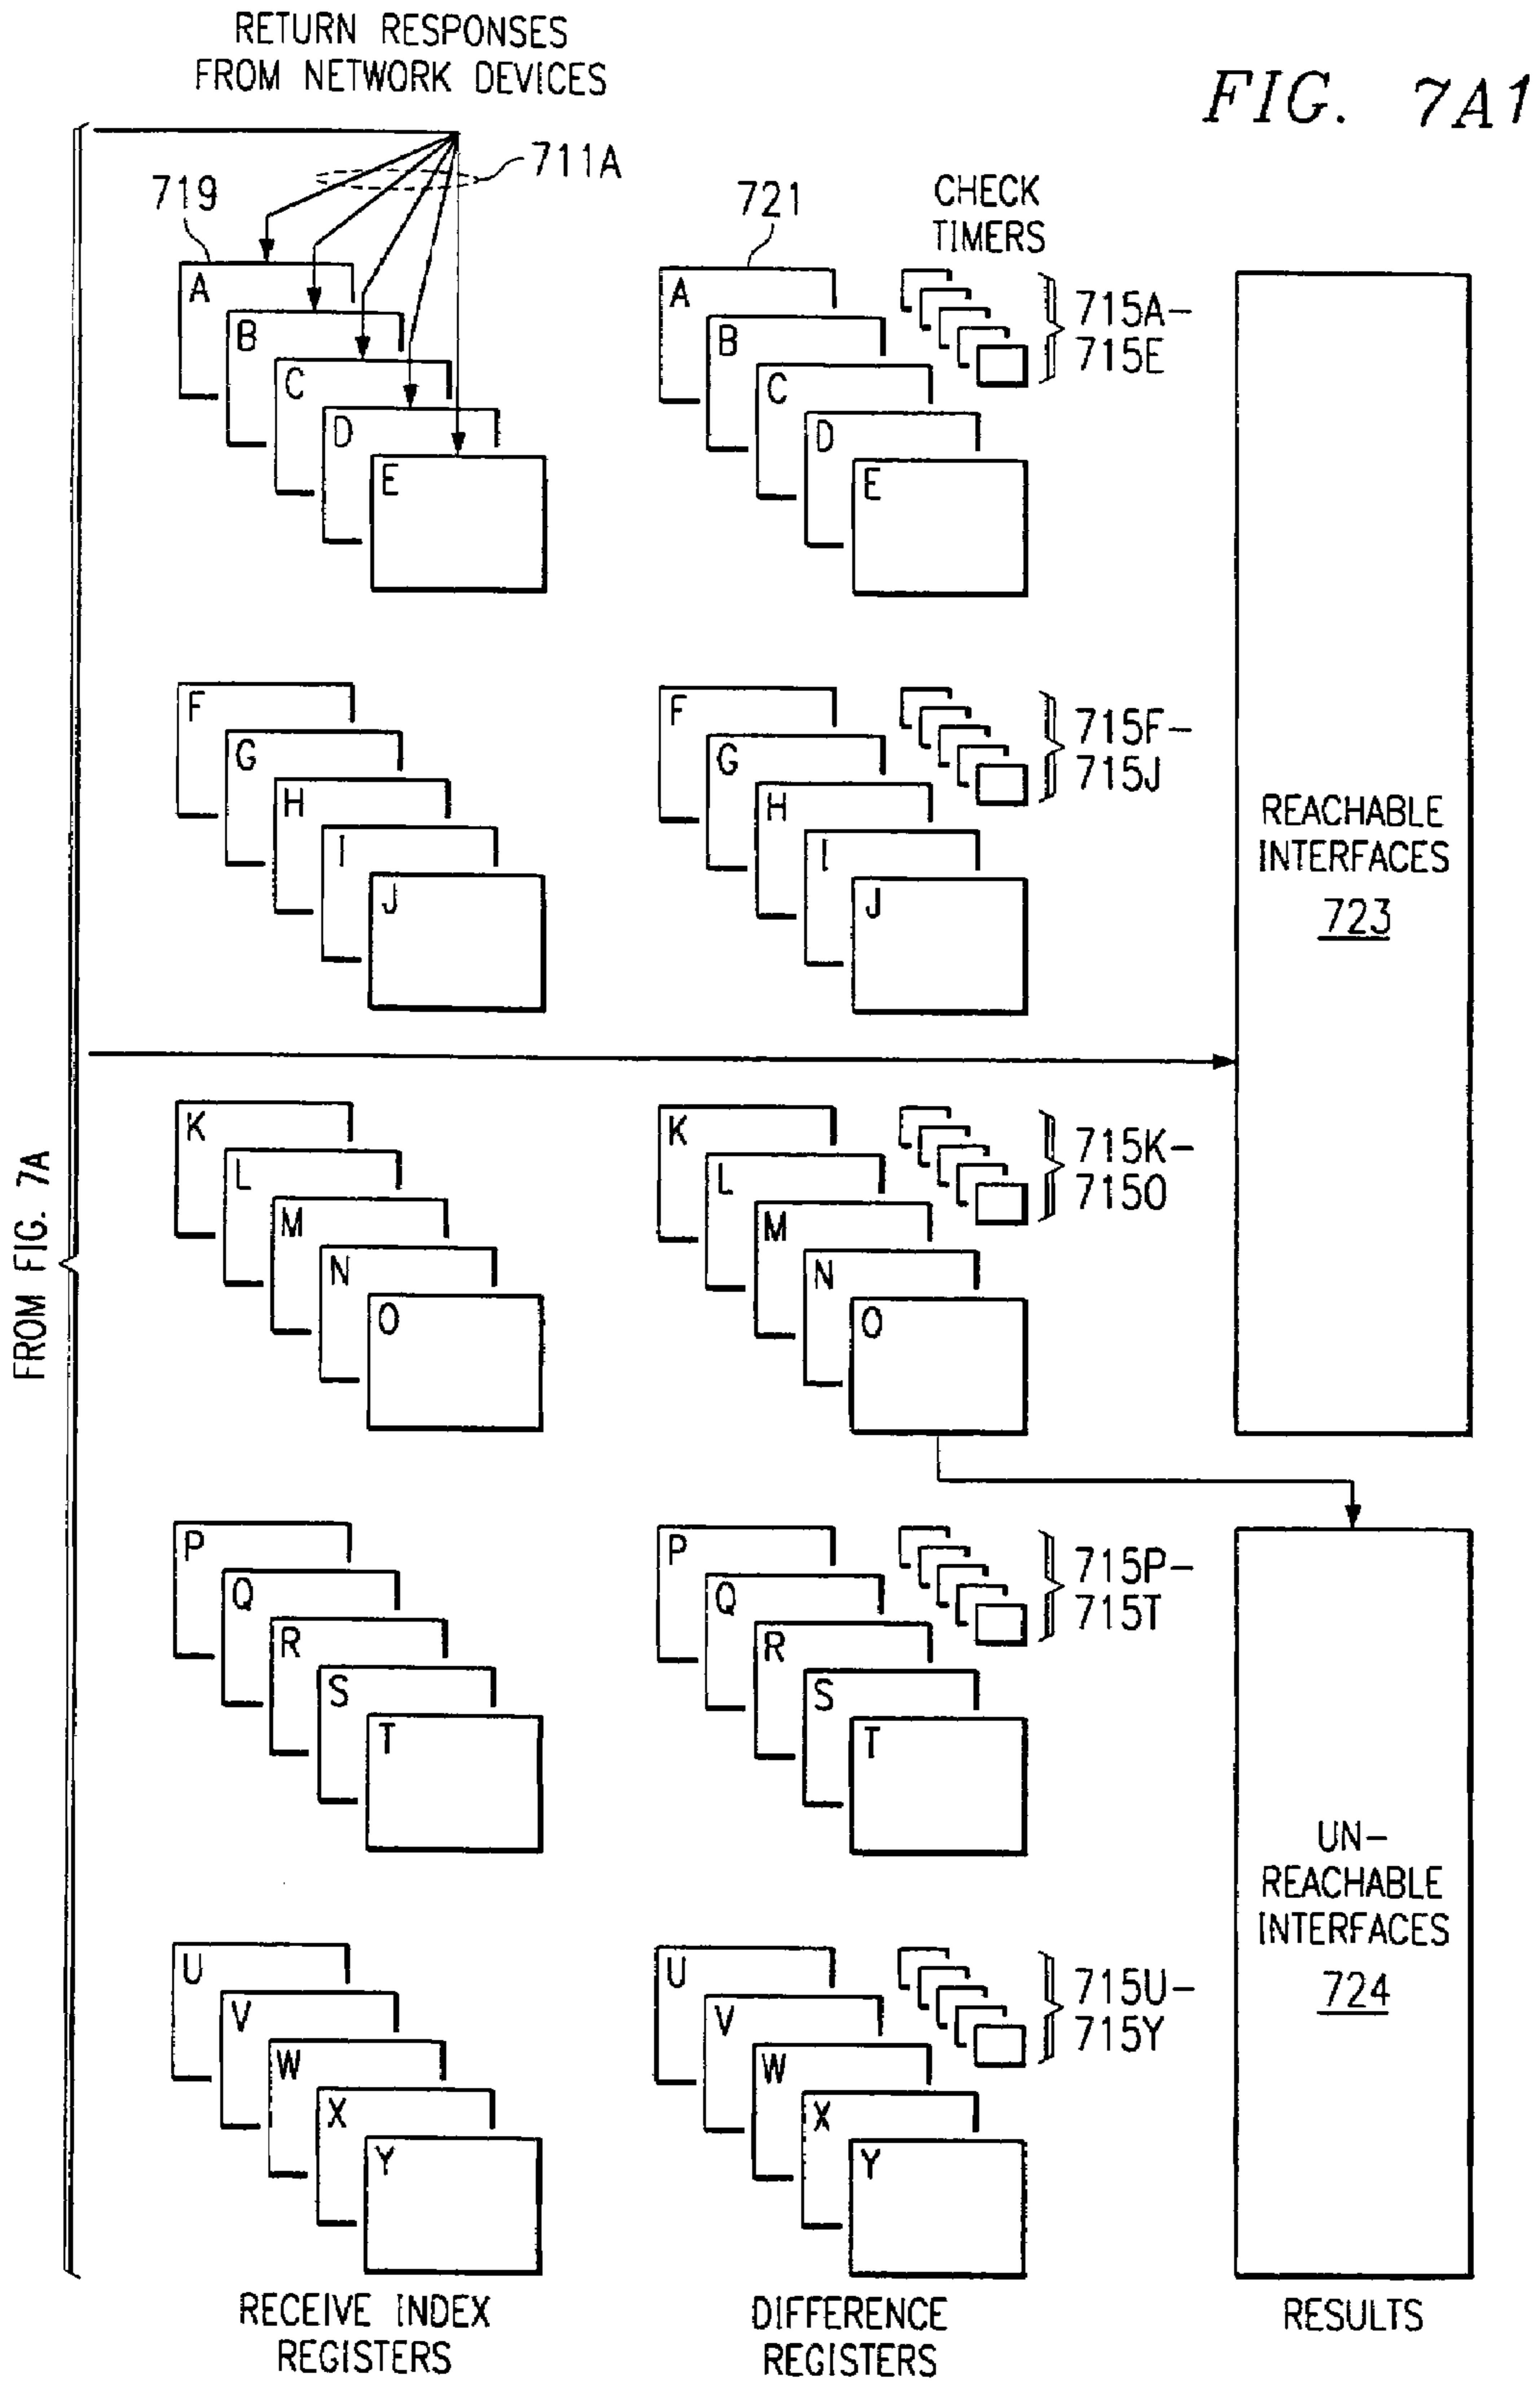 RETURN RESPONSES
FROM NETWORK DEVICES
FIG. 7A1
711A
719
721
CHECK
TIMERS
A
B
C
D
E
A
B
C
D
E
715A-
715E
F
G
H
I
J
F
G
H
I
J
715F-
715J
REACHABLE
INTERFACES
723
FROM FIG. 7A
K
L
M
N
O
K
L
M
N
O
715K-
715O
P
Q
R
S
T
P
Q
R
S
T
715P-
715T
UN-
REACHABLE
INTERFACES
724
U
V
W
X
Y
U
V
W
X
Y
715U-
715Y
RECEIVE INDEX
REGISTERS
DIFFERENCE
REGISTERS
RESULTS